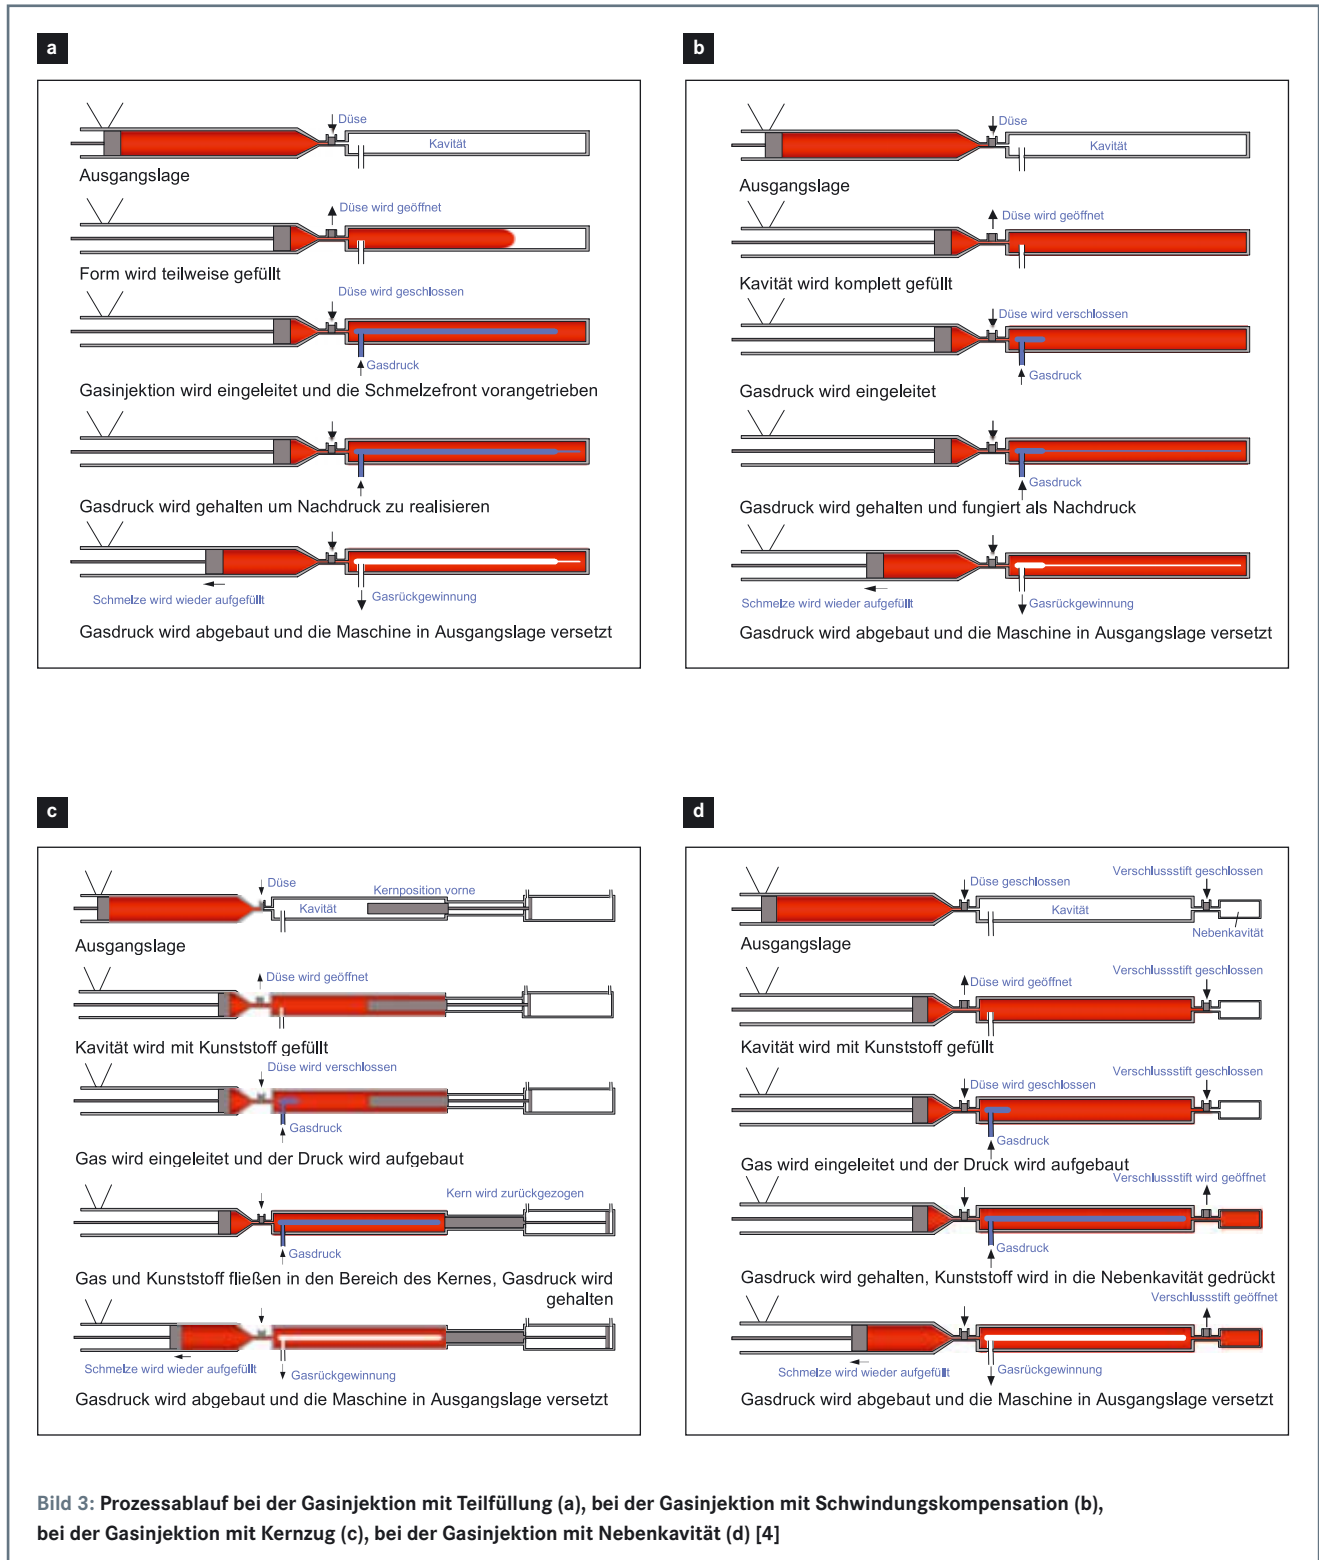 a
Düse
Kavität
Ausgangslage
Düse wird geöffnet
Form wird teilweise gefüllt
Düse wird geschlossen
Gasdruck
Gasinjektion wird eingeleitet und die Schmelzefront vorangetrieben
Gasdruck wird gehalten um Nachdruck zu realisieren
Schmelze wird wieder aufgefüllt
Gasrückgewinnung
Gasdruck wird abgebaut und die Maschine in Ausgangslage versetzt
b
Düse
Kavität
Ausgangslage
Düse wird geöffnet
Kavität wird komplett gefüllt
Düse wird verschlossen
Gasdruck
Gasdruck wird eingeleitet
Gasdruck
Gasdruck wird gehalten und fungiert als Nachdruck
Schmelze wird wieder aufgefüllt
Gasrückgewinnung
Gasdruck wird abgebaut und die Maschine in Ausgangslage versetzt
c
Düse
Kernposition vorne
Kavität
Ausgangslage
Düse wird geöffnet
Kavität wird mit Kunststoff gefüllt
Düse wird verschlossen
Gasdruck
Gas wird eingeleitet und der Druck wird aufgebaut
Kern wird zurückgezogen
Gasdruck
Gas und Kunststoff fließen in den Bereich des Kernes, Gasdruck wird
gehalten
Schmelze wird wieder aufgefüllt
Gasrückgewinnung
Gasdruck wird abgebaut und die Maschine in Ausgangslage versetzt
d
Düse geschlossen
Verschlussstift geschlossen
Kavität
Nebenkavität
Ausgangslage
Düse wird geöffnet
Verschlussstift geschlossen
Kavität wird mit Kunststoff gefüllt
Düse wird geschlossen
Verschlussstift geschlossen
Gasdruck
Gas wird eingeleitet und der Druck wird aufgebaut
Verschlussstift wird geöffnet
Gasdruck
Gasdruck wird gehalten, Kunststoff wird in die Nebenkavität gedrückt
Verschlussstift geöffnet
Schmelze wird wieder aufgefüllt
Gasrückgewinnung
Gasdruck wird abgebaut und die Maschine in Ausgangslage versetzt
Bild 3: Prozessablauf bei der Gasinjektion mit Teilfüllung (a), bei der Gasinjektion mit Schwindungskompensation (b),
bei der Gasinjektion mit Kernzug (c), bei der Gasinjektion mit Nebenkavität (d) [4]